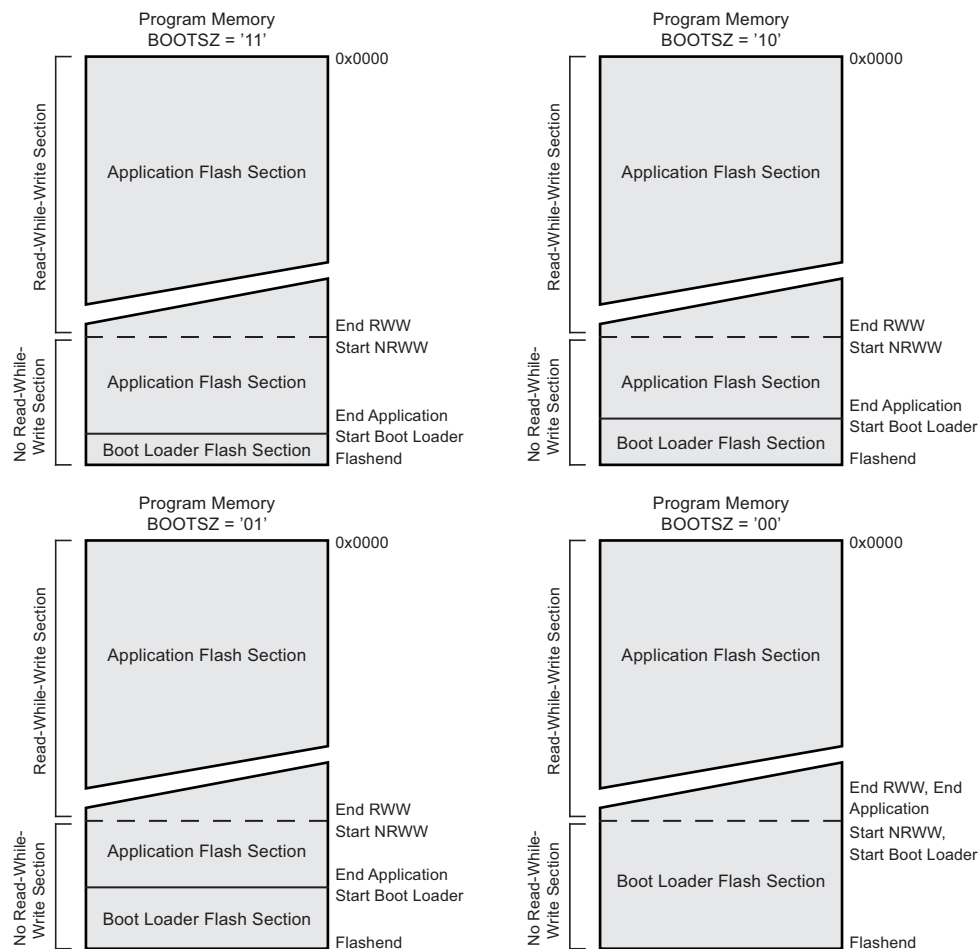 Program Memory
BOOTSZ = ’11’
0x0000
Read-While-Write Section
Application Flash Section
End RWW
Start NRWW
No Read-While-
Write Section
Application Flash Section
End Application
Start Boot Loader
Boot Loader Flash Section
Flashend
Program Memory
BOOTSZ = ’10’
0x0000
Read-While-Write Section
Application Flash Section
End RWW
Start NRWW
No Read-While-
Write Section
Application Flash Section
End Application
Start Boot Loader
Boot Loader Flash Section
Flashend
Program Memory
BOOTSZ = ’01’
0x0000
Read-While-Write Section
Application Flash Section
End RWW
Start NRWW
No Read-While-
Write Section
Application Flash Section
End Application
Start Boot Loader
Boot Loader Flash Section
Flashend
Program Memory
BOOTSZ = ’00’
0x0000
Read-While-Write Section
Application Flash Section
End RWW, End
Application
Start NRWW,
Start Boot Loader
No Read-While-
Write Section
Boot Loader Flash Section
Flashend